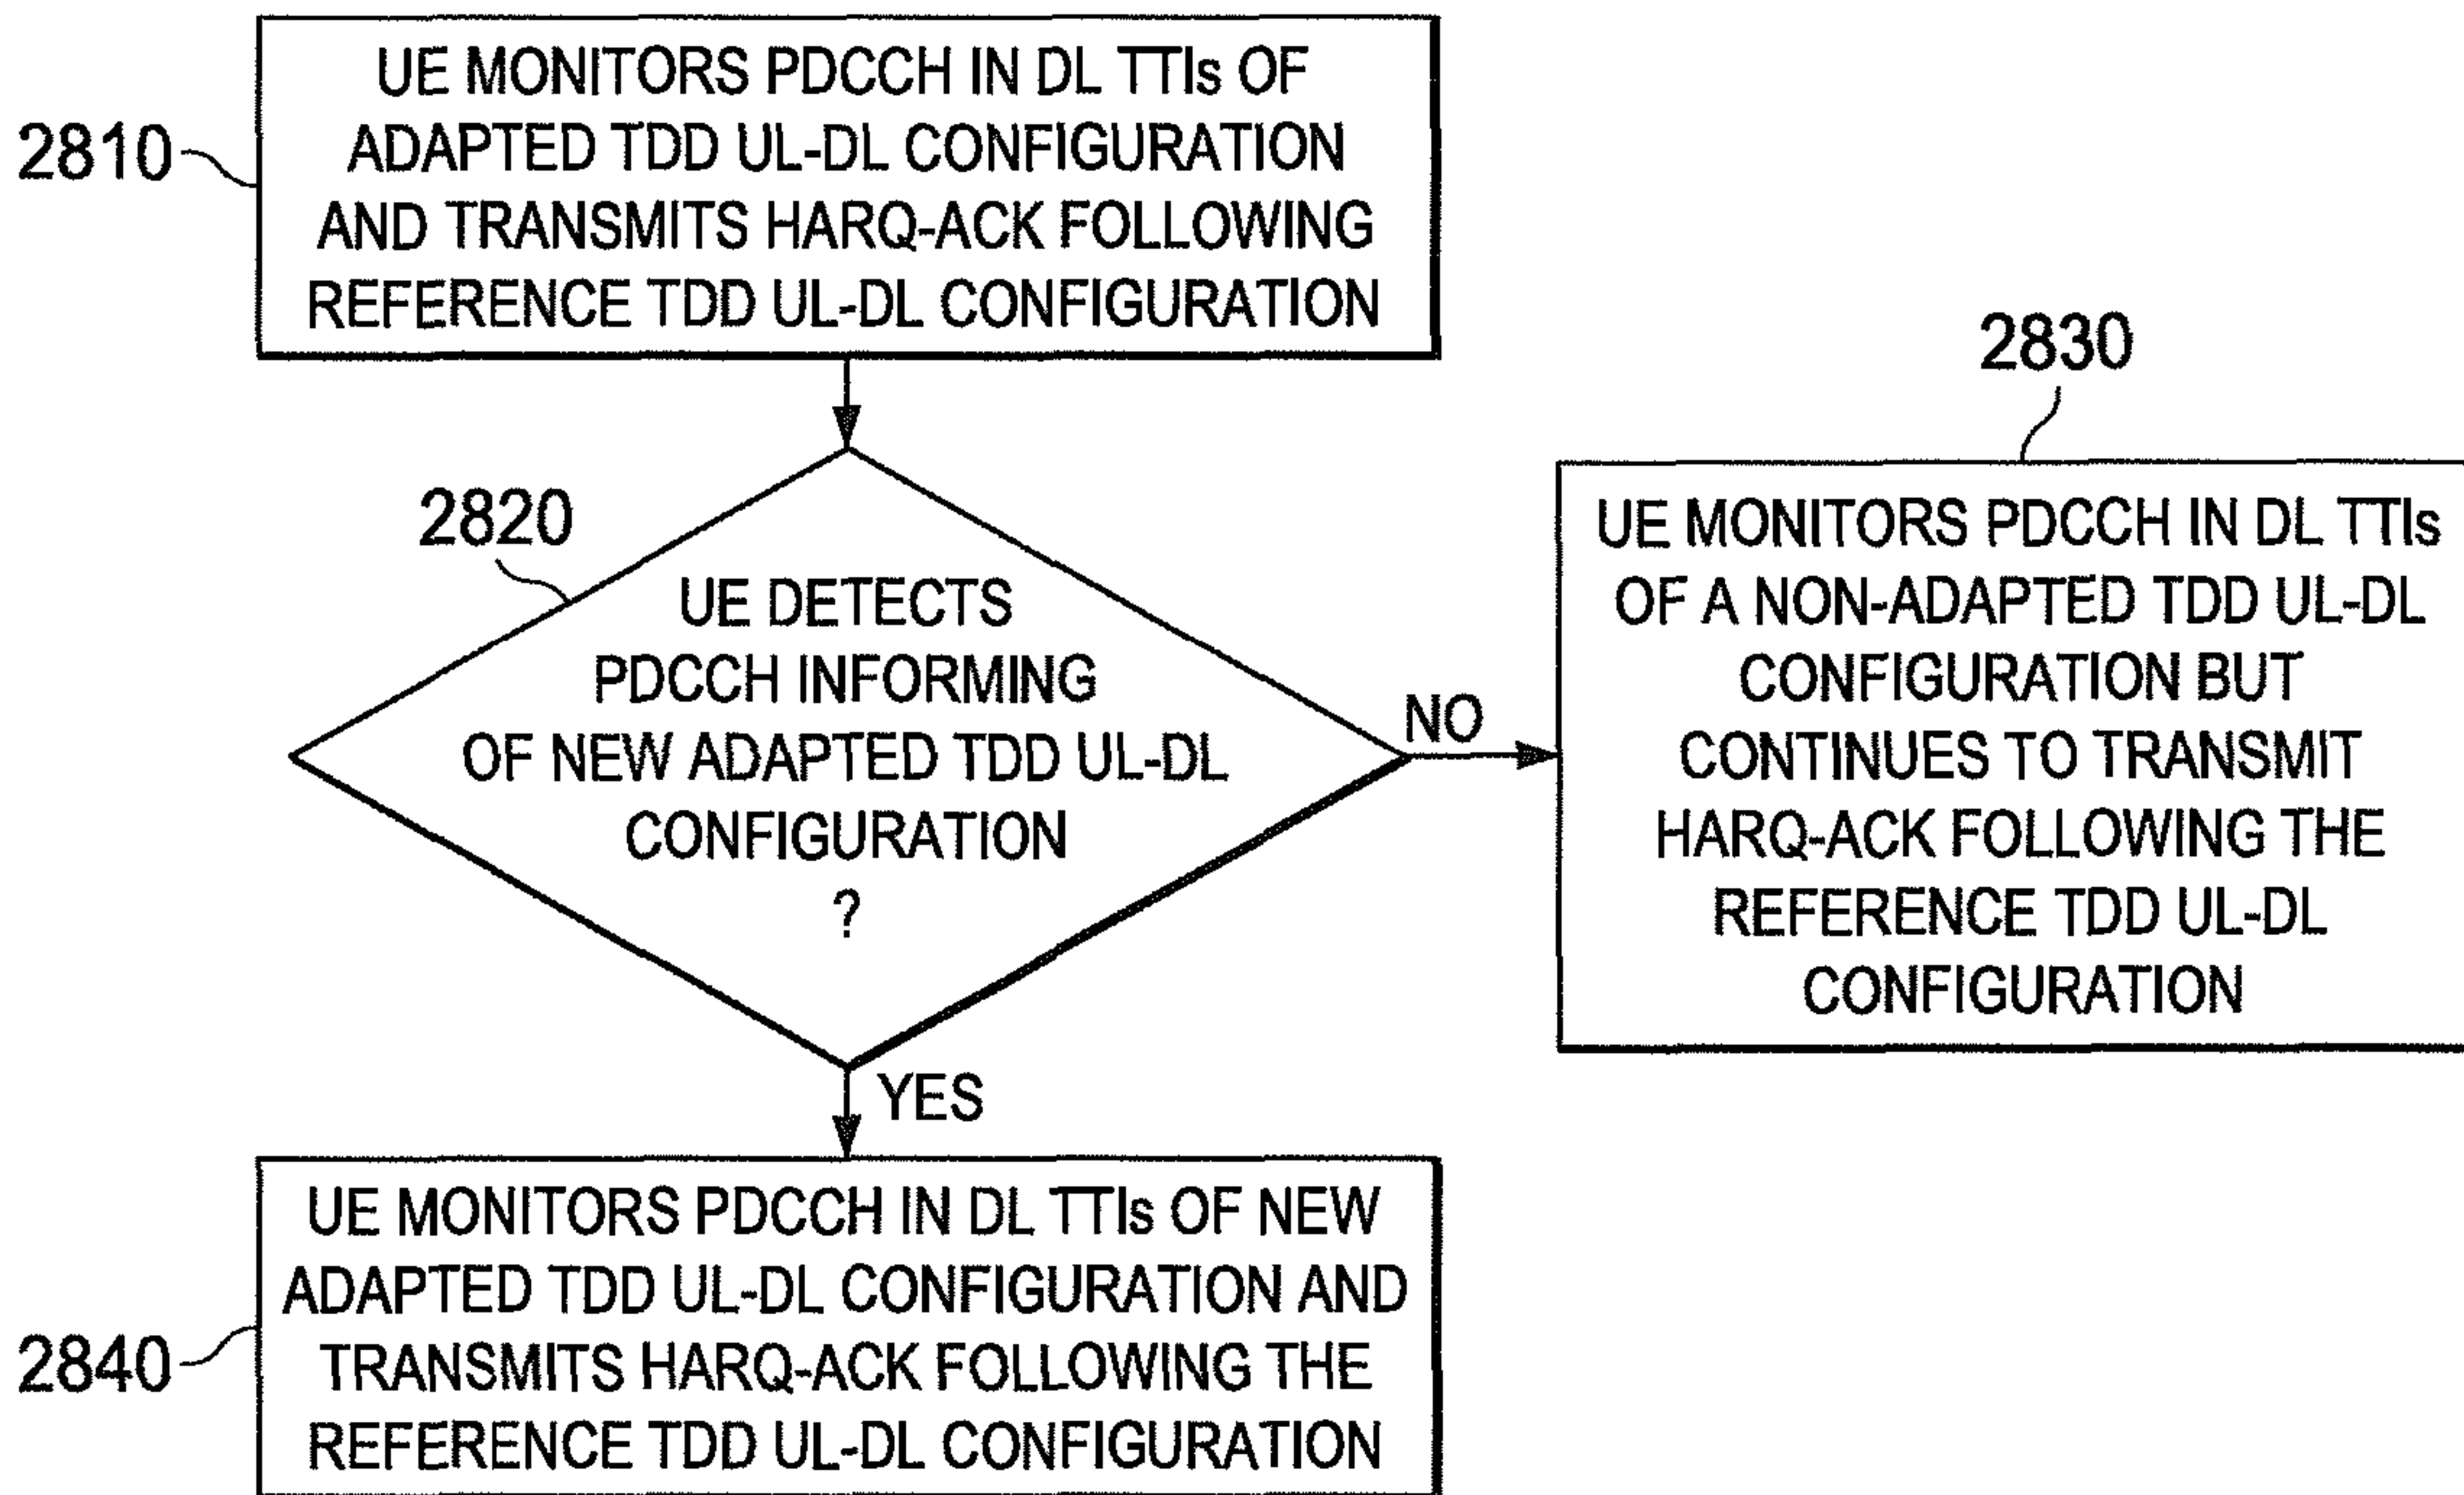 2810
UE MONITORS PDCCH IN DL TTIs OF
ADAPTED TDD UL-DL CONFIGURATION
AND TRANSMITS HARQ-ACK FOLLOWING
REFERENCE TDD UL-DL CONFIGURATION
2820
UE DETECTS
PDCCH INFORMING
OF NEW ADAPTED TDD UL-DL
CONFIGURATION
?
NO
2830
UE MONITORS PDCCH IN DL TTIs
OF A NON-ADAPTED TDD UL-DL
CONFIGURATION BUT
CONTINUES TO TRANSMIT
HARQ-ACK FOLLOWING THE
REFERENCE TDD UL-DL
CONFIGURATION
YES
2840
UE MONITORS PDCCH IN DL TTIs OF NEW
ADAPTED TDD UL-DL CONFIGURATION AND
TRANSMITS HARQ-ACK FOLLOWING THE
REFERENCE TDD UL-DL CONFIGURATION